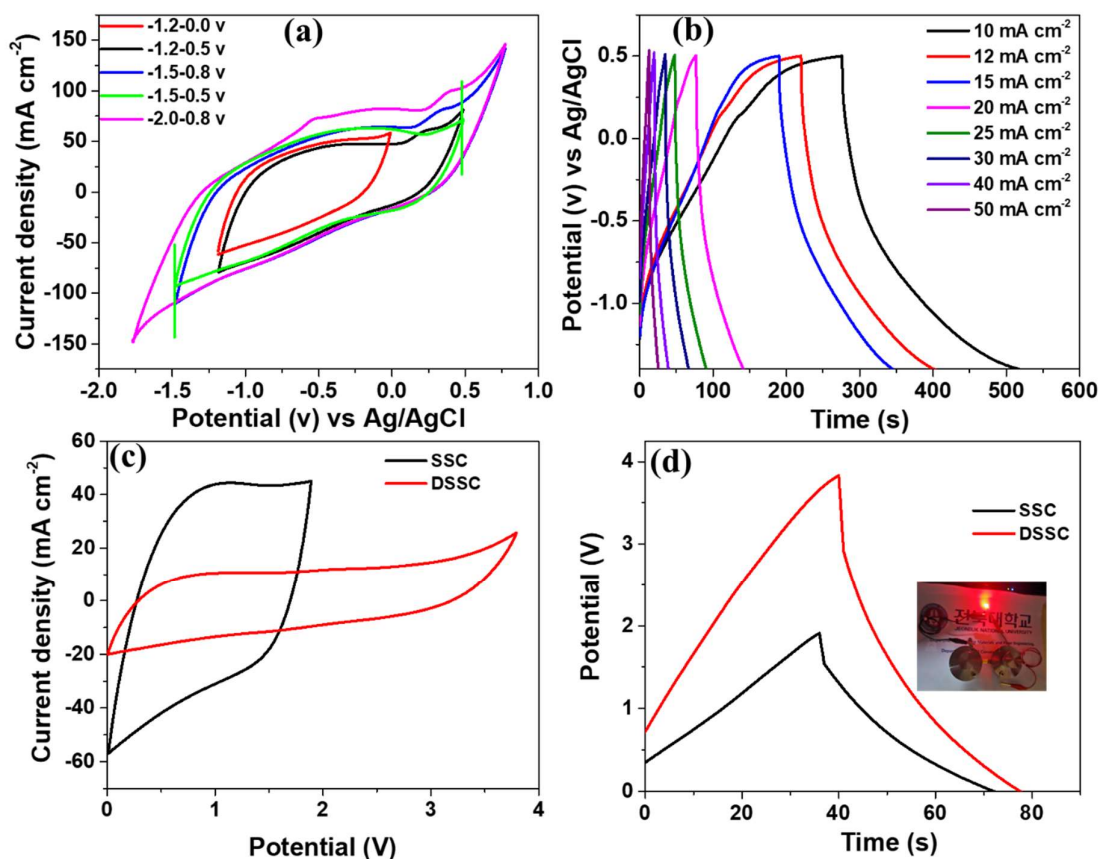 (a)
-1.2-0.0 v
-1.2-0.5 v
-1.5-0.8 v
-1.5-0.5 v
-2.0-0.8 v
150
100
50
0
-50
-100
-150
Current density (mA cm⁻²)
-2.0 -1.5 -1.0 -0.5 0.0 0.5 1.0
Potential (v) vs Ag/AgCl
(b)
10 mA cm⁻²
12 mA cm⁻²
15 mA cm⁻²
20 mA cm⁻²
25 mA cm⁻²
30 mA cm⁻²
40 mA cm⁻²
50 mA cm⁻²
0.5
0.0
-0.5
-1.0
Potential (v) vs Ag/AgCl
0 100 200 300 400 500 600
Time (s)
(c)
SSC
DSSC
60
40
20
0
-20
-40
-60
Current density (mA cm⁻²)
0 1 2 3 4
Potential (V)
(d)
SSC
DSSC
4
3
2
1
0
Potential (V)
0 20 40 60 80
Time (s)
전북대학교
NATIONAL UNIVERSITY